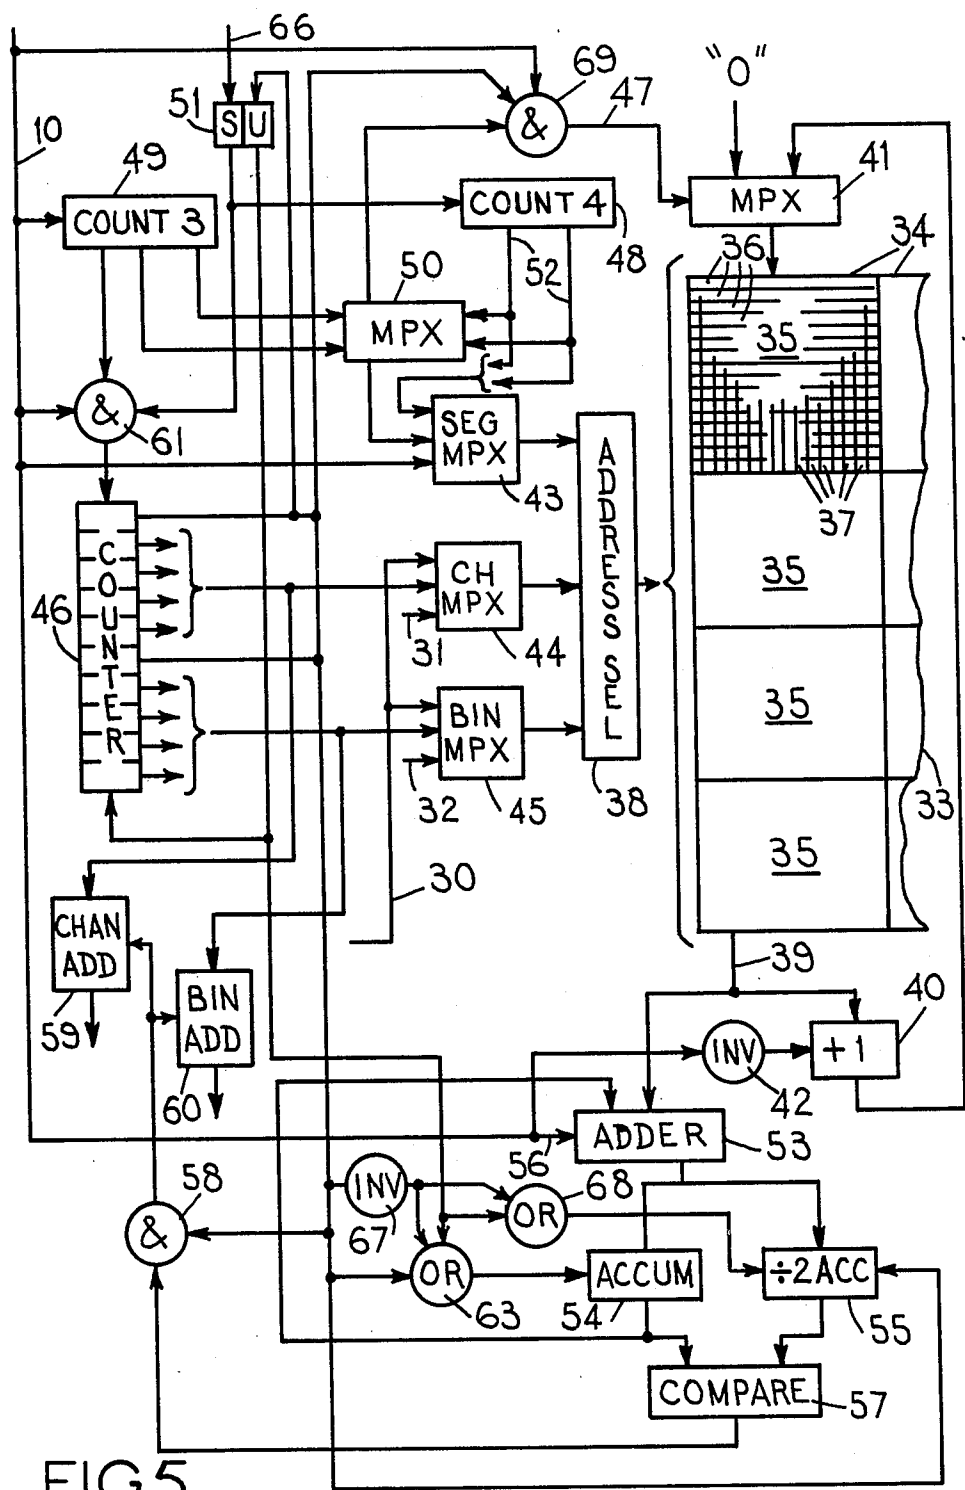 66
69
47
"0"
51
S U
&
10
49
COUNT 3
COUNT 4
48
MPX
41
34
36
50
52
MPX
35
&
61
SEG
MPX
43
37
ADDRESS SEL
COUNTER
46
CH
MPX
31
44
35
BIN
MPX
32
45
38
35
33
35
30
CHAN
ADD
59
BIN
ADD
60
39
40
INV
42
+1
ADDER
53
56
58
&
INV
67
68
OR
OR
63
ACCUM
54
÷2 ACC
55
COMPARE
57
FIG 5